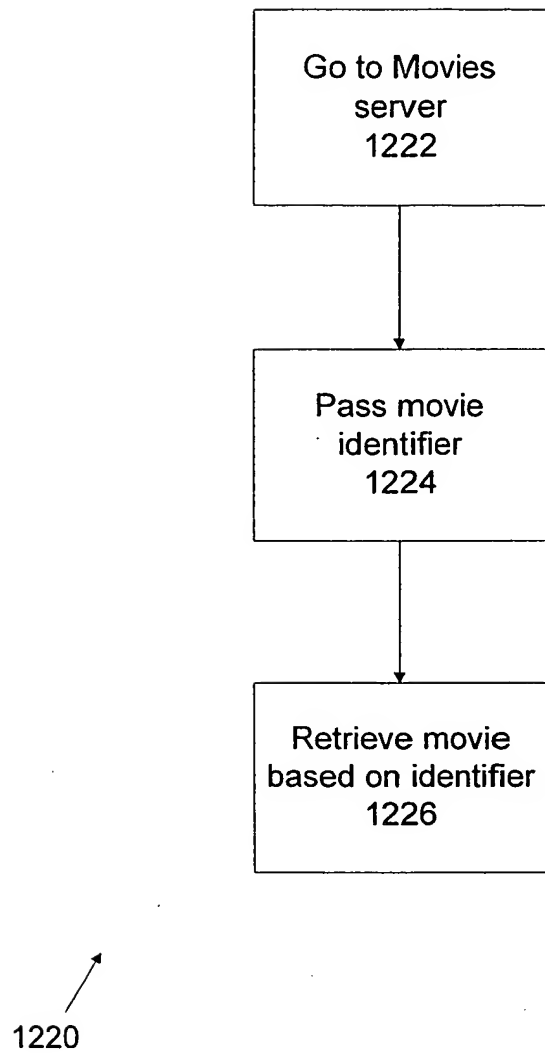 Go to Movies
server
1222
Pass movie
identifier
1224
Retrieve movie
based on identifier
1226
1220